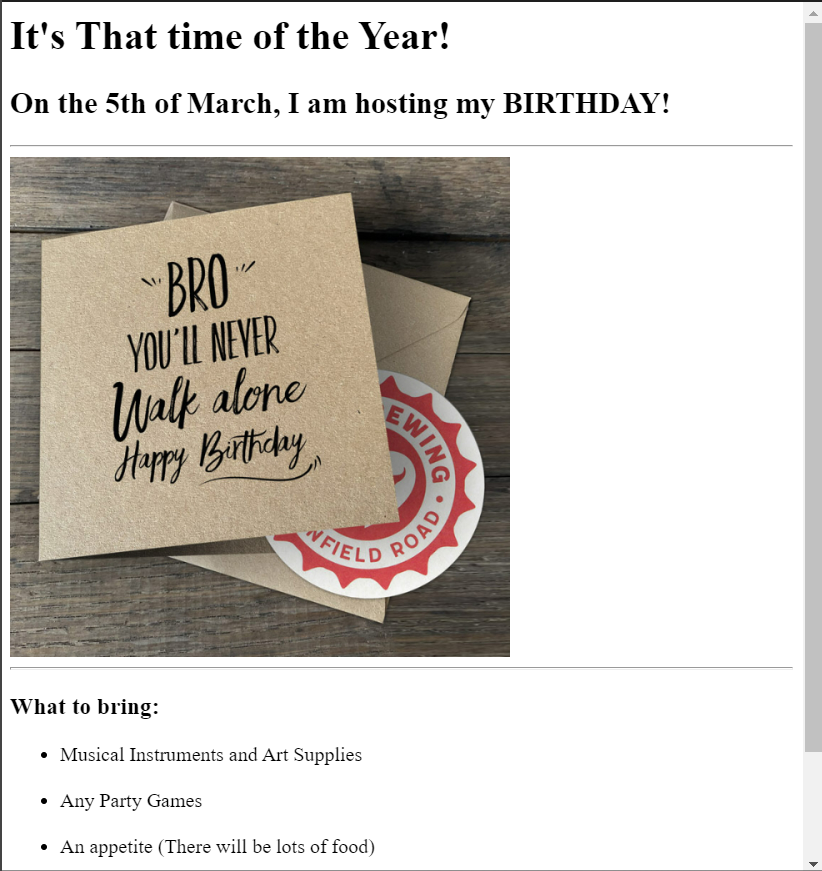 It's That time of the Year!
On the 5th of March, I am hosting my BIRTHDAY!
BRO
YOU'LL NEVER
Walk alone
Happy Birthday
ROAD
What to bring:
Musical Instruments and Art Supplies
Any Party Games
An appetite (There will be lots of food)